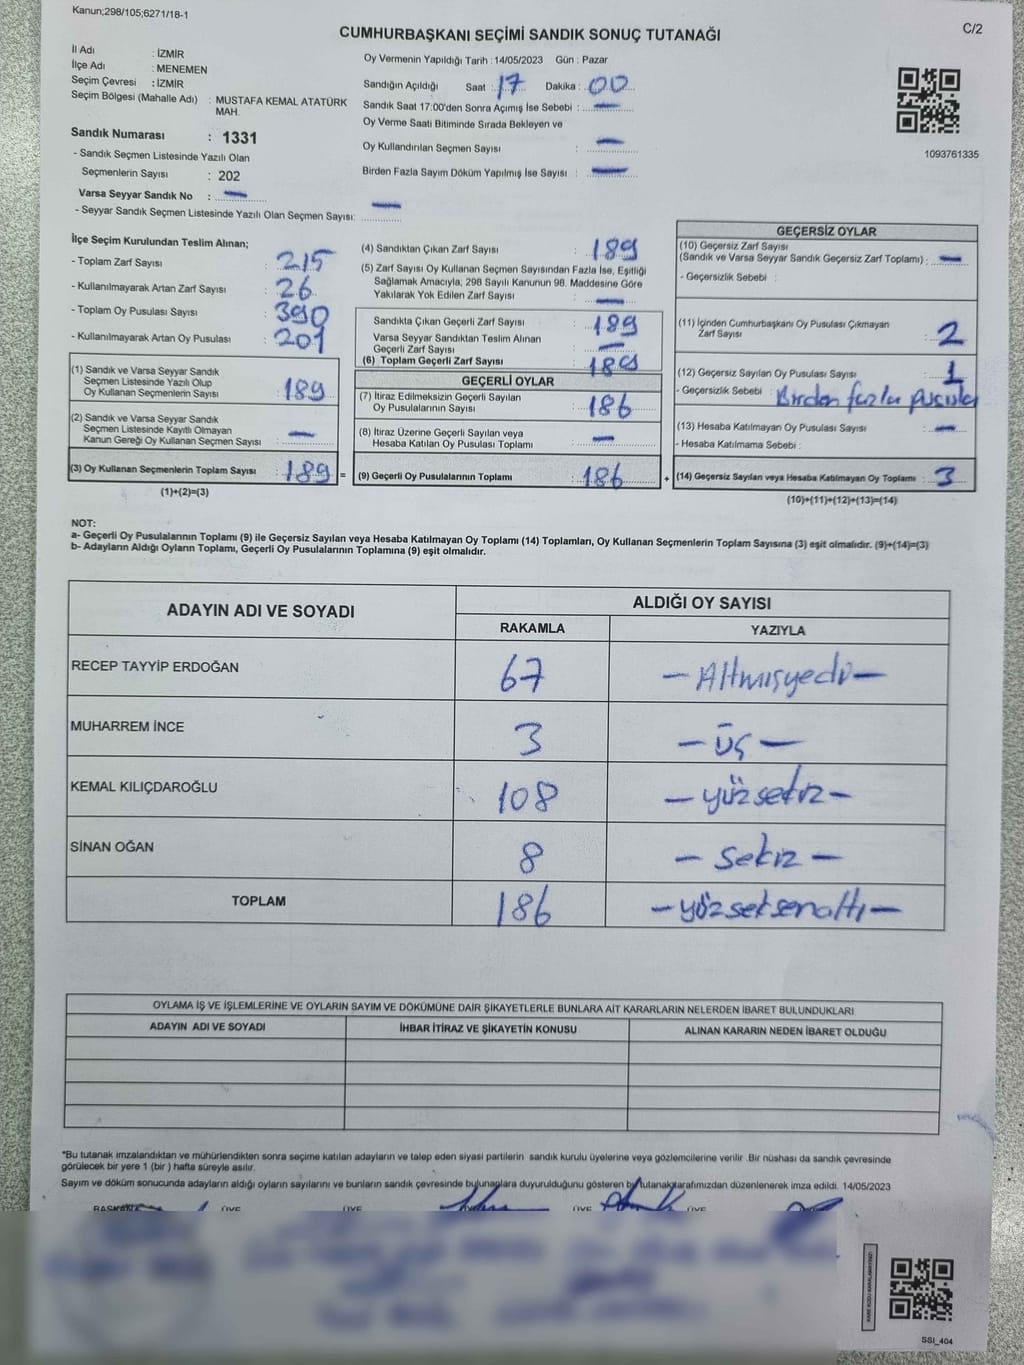 Kanun;298/105;6271/18-1
C/2
CUMHURBAŞKANI SEÇİMİ SANDIK SONUÇ TUTANAĞI
İl Adı : İZMİR
İlçe Adı : MENEMEN
Seçim Çevresi : İZMİR
Seçim Bölgesi (Mahalle Adı) : MUSTAFA KEMAL ATATÜRK
MAH.
Sandık Numarası : 1331
- Sandık Seçmen Listesinde Yazılı Olan
Seçmenlerin Sayısı : 202
Varsa Seyyar Sandık No : —
- Seyyar Sandık Seçmen Listesinde Yazılı Olan Seçmen Sayısı: —
Oy Vermenin Yapıldığı Tarih : 14/05/2023 Gün : Pazar
Sandığın Açıldığı Saat : 17 Dakika : 00
Sandık Saat 17:00'den Sonra Açımış İse Sebebi : —
Oy Verme Saati Bitiminde Sırada Bekleyen ve
Oy Kullandırılan Seçmen Sayısı : —
Birden Fazla Sayım Döküm Yapılmış İse Sayısı : —
1093761335
İlçe Seçim Kurulundan Teslim Alınan;
- Toplam Zarf Sayısı : 215
- Kullanılmayarak Artan Zarf Sayısı : 26
- Toplam Oy Pusulası Sayısı : 390
- Kullanılmayarak Artan Oy Pusulası : 201
(1) Sandık ve Varsa Seyyar Sandık
Seçmen Listesinde Yazılı Olup
Oy Kullanan Seçmenlerin Sayısı : 189
(2) Sandık ve Varsa Seyyar Sandık
Seçmen Listesinde Kayıtlı Olmayan
Kanun Gereği Oy Kullanan Seçmen Sayısı : —
(3) Oy Kullanan Seçmenlerin Toplam Sayısı : 189 =
(1)+(2)=(3)
(4) Sandıktan Çıkan Zarf Sayısı : 189
(5) Zarf Sayısı Oy Kullanan Seçmen Sayısından Fazla İse, Eşitliği
Sağlamak Amacıyla, 298 Sayılı Kanunun 98. Maddesine Göre
Yakılarak Yok Edilen Zarf Sayısı : —
Sandıkta Çıkan Geçerli Zarf Sayısı : 189
Varsa Seyyar Sandıktan Teslim Alınan
Geçerli Zarf Sayısı : —
(6) Toplam Geçerli Zarf Sayısı : 189
GEÇERLİ OYLAR
(7) İtiraz Edilmeksizin Geçerli Sayılan
Oy Pusulalarının Sayısı : 186
(8) İtiraz Üzerine Geçerli Sayılan veya
Hesaba Katılan Oy Pusulası Toplamı : —
(9) Geçerli Oy Pusulalarının Toplamı : 186 +
GEÇERSİZ OYLAR
(10) Geçersiz Zarf Sayısı
(Sandık ve Varsa Seyyar Sandık Geçersiz Zarf Toplamı) : —
- Geçersizlik Sebebi :
(11) İçinden Cumhurbaşkanı Oy Pusulası Çıkmayan
Zarf Sayısı : 2
(12) Geçersiz Sayılan Oy Pusulası Sayısı : 1
- Geçersizlik Sebebi : Birden fazla pusula
(13) Hesaba Katılmayan Oy Pusulası Sayısı : —
- Hesaba Katılmama Sebebi :
(14) Geçersiz Sayılan veya Hesaba Katılmayan Oy Toplamı : 3
(10)+(11)+(12)+(13)=(14)
NOT:
a- Geçerli Oy Pusulalarının Toplamı (9) ile Geçersiz Sayılan veya Hesaba Katılmayan Oy Toplamı (14) Toplamları, Oy Kullanan Seçmenlerin Toplam Sayısına (3) eşit olmalıdır. (9)+(14)=(3)
b- Adayların Aldığı Oyların Toplamı, Geçerli Oy Pusulalarının Toplamına (9) eşit olmalıdır.
ADAYIN ADI VE SOYADI
ALDIĞI OY SAYISI
RAKAMLA YAZIYLA
RECEP TAYYİP ERDOĞAN 67 — Altmışyedi —
MUHARREM İNCE 3 — üç —
KEMAL KILIÇDAROĞLU 108 — yüzsekiz —
SİNAN OĞAN 8 — sekiz —
TOPLAM 186 — yüzseksenaltı —
OYLAMA İŞ VE İŞLEMLERİNE VE OYLARIN SAYIM VE DÖKÜMÜNE DAİR ŞİKAYETLERLE BUNLARA AİT KARARLARIN NELERDEN İBARET BULUNDUKLARI
ADAYIN ADI VE SOYADI İHBAR İTİRAZ VE ŞİKAYETİN KONUSU ALINAN KARARIN NEDEN İBARET OLDUĞU
*Bu tutanak imzalandıktan ve mühürlendikten sonra seçime katılan adayların ve talep eden siyasi partilerin sandık kurulu üyelerine veya gözlemcilerine verilir .Bir nüshası da sandık çevresinde
görülecek bir yere 1 (bir ) hafta süreyle asılır.
Sayım ve döküm sonucunda adayların aldığı oyların sayılarını ve bunların sandık çevresinde bulunanlara duyurulduğunu gösteren bu tutanak tarafımızdan düzenlenerek imza edildi. 14/05/2023
BAŞKAN ÜYE ÜYE ÜYE ÜYE
SSI_404